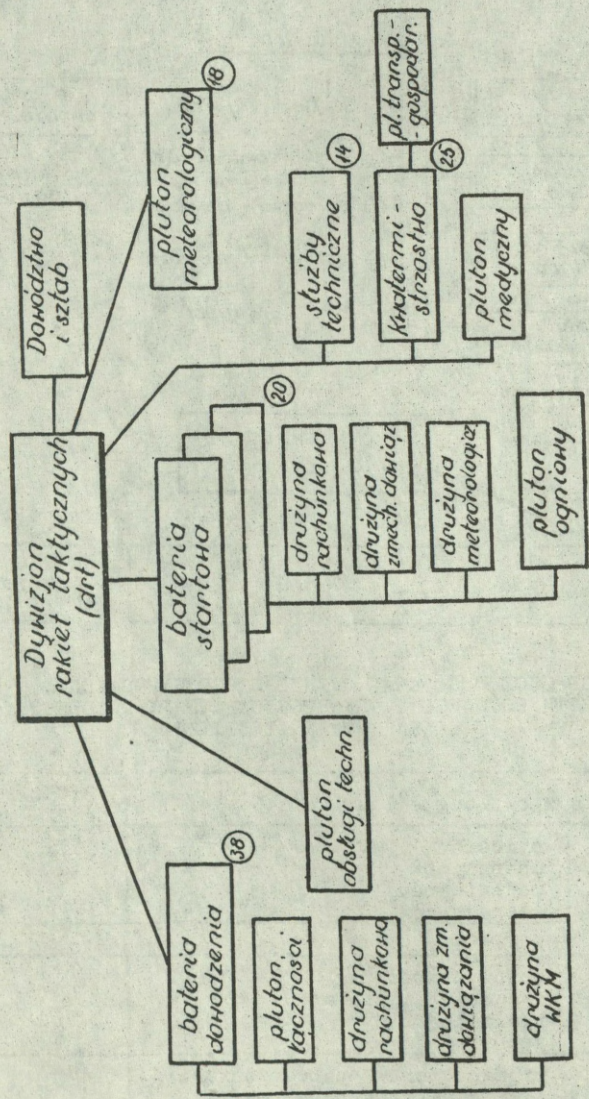 Dywizjon
rakiet taktycznych
(drt)
Dowództwo
i sztab
bateria
dowodzenia
38
pluton
łączności
drużyna
rachunkowa
drużyna zm.
dowiązania
drużyna
WKM
pluton
obsługi techn.
bateria
startowa
20
drużyna
rachunkowa
drużyna
zmech. dowiąz
drużyna
meteorologicz
pluton
ogniowy
pluton
meteorologiczny
18
służby
techniczne
14
Kwatermi-
strzostwo
25
pl. transp.-
-gospodar.
pluton
medyczny